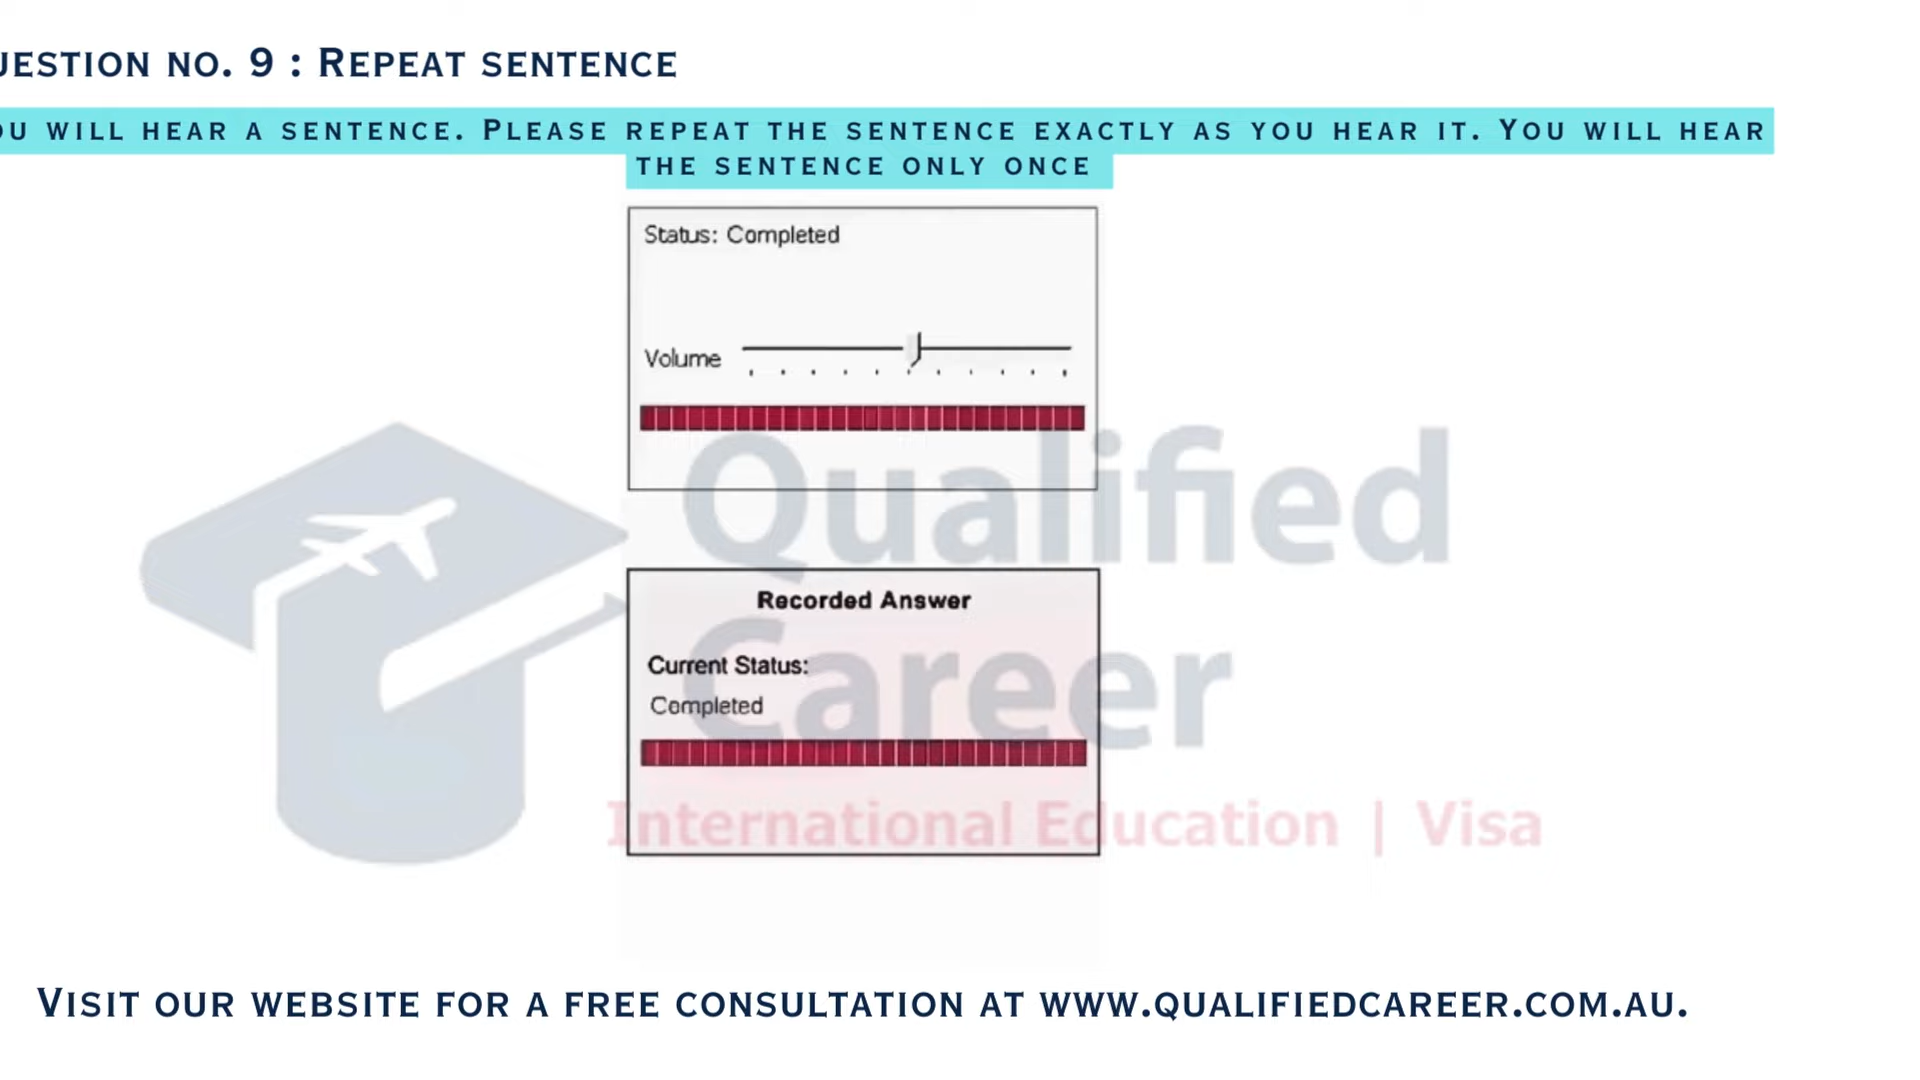 UESTION NO. 9 : REPEAT SENTENCE
OU WILL HEAR A SENTENCE. PLEASE REPEAT THE SENTENCE EXACTLY AS YOU HEAR IT. YOU WILL HEAR
THE SENTENCE ONLY ONCE
Status: Completed
Volume
Qualified
Recorded Answer
Career
Current Status:
Completed
International Education | Visa
VISIT OUR WEBSITE FOR A FREE CONSULTATION AT WWW.QUALIFIEDCAREER.COM.AU.